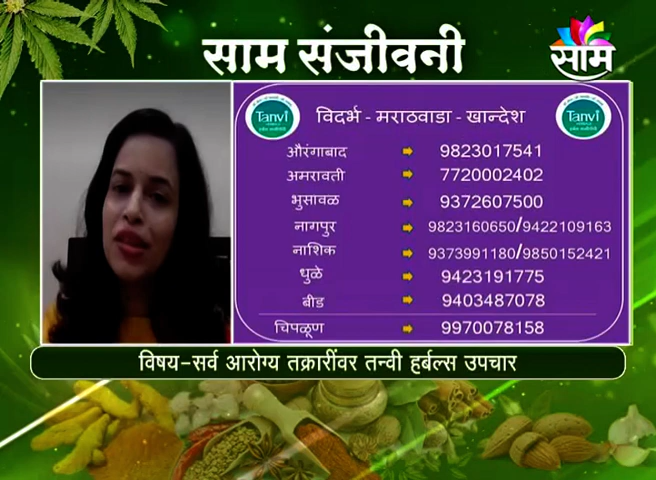 साम संजीवनी
साम
Tanvi
विदर्भ - मराठवाडा - खान्देश
Tanvi
औरंगाबाद 9823017541
अमरावती 7720002402
भुसावळ 9372607500
नागपुर 9823160650/9422109163
नाशिक 9373991180/9850152421
धुळे 9423191775
बीड 9403487078
चिपळूण 9970078158
विषय-सर्व आरोग्य तक्रारींवर तन्वी हर्बल्स उपचार